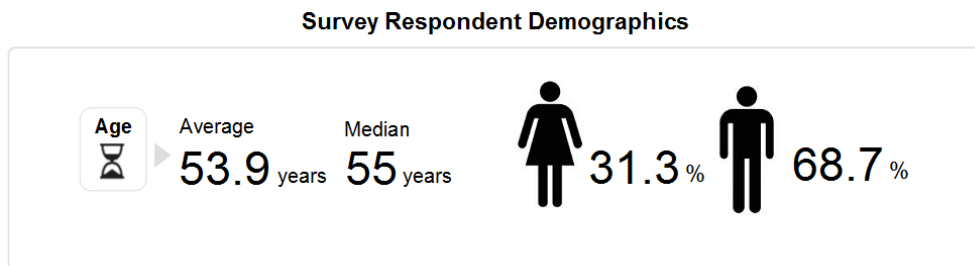 Survey Respondent Demographics
Age
Average
53.9 years
Median
55 years
31.3 %
68.7 %